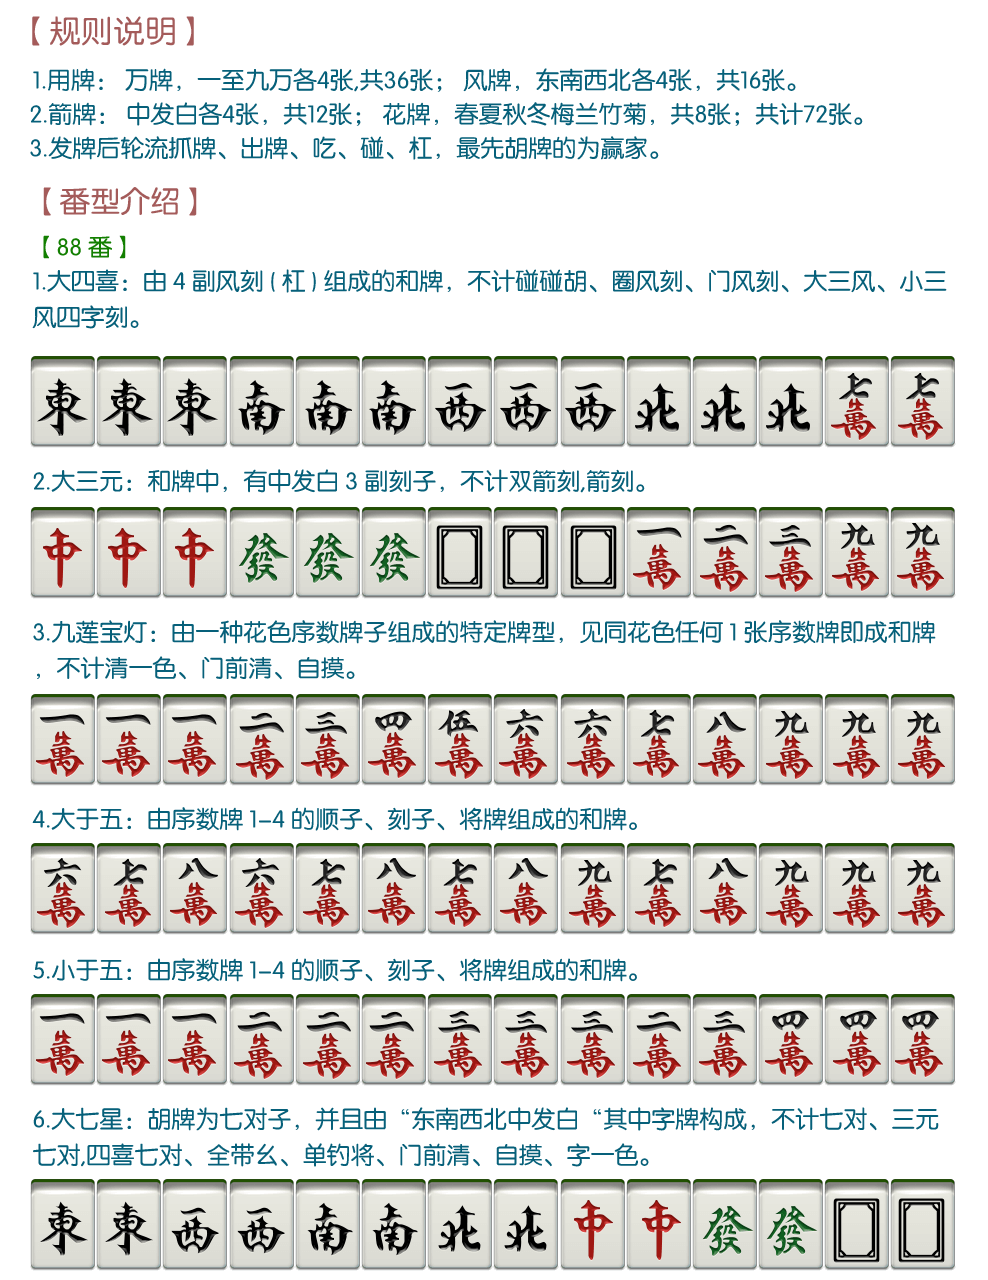 【规则说明】
1.用牌： 万牌，一至九万各4张,共36张； 风牌，东南西北各4张，共16张。
2.箭牌： 中发白各4张，共12张； 花牌，春夏秋冬梅兰竹菊，共8张；共计72张。
3.发牌后轮流抓牌、出牌、吃、碰、杠，最先胡牌的为赢家。
【番型介绍】
【88番】
1.大四喜：由 4 副风刻 ( 杠 ) 组成的和牌，不计碰碰胡、圈风刻、门风刻、大三风、小三
风四字刻。
東 東 東 南 南 南 西 西 西 北 北 北 七萬 七萬
2.大三元：和牌中，有中发白 3 副刻子，不计双箭刻,箭刻。
中 中 中 發 發 發 一萬 二萬 三萬 九萬 九萬
3.九莲宝灯：由一种花色序数牌子组成的特定牌型，见同花色任何 1 张序数牌即成和牌
，不计清一色、门前清、自摸。
一萬 一萬 一萬 二萬 三萬 四萬 伍萬 六萬 六萬 七萬 八萬 九萬 九萬 九萬
4.大于五：由序数牌 1-4 的顺子、刻子、将牌组成的和牌。
六萬 七萬 八萬 六萬 七萬 八萬 七萬 八萬 九萬 七萬 八萬 九萬 九萬 九萬
5.小于五：由序数牌 1-4 的顺子、刻子、将牌组成的和牌。
一萬 一萬 一萬 二萬 二萬 二萬 三萬 三萬 三萬 二萬 三萬 四萬 四萬 四萬
6.大七星：胡牌为七对子，并且由“东南西北中发白“其中字牌构成，不计七对、三元
七对,四喜七对、全带幺、单钓将、门前清、自摸、字一色。
東 東 西 西 南 南 北 北 中 中 發 發